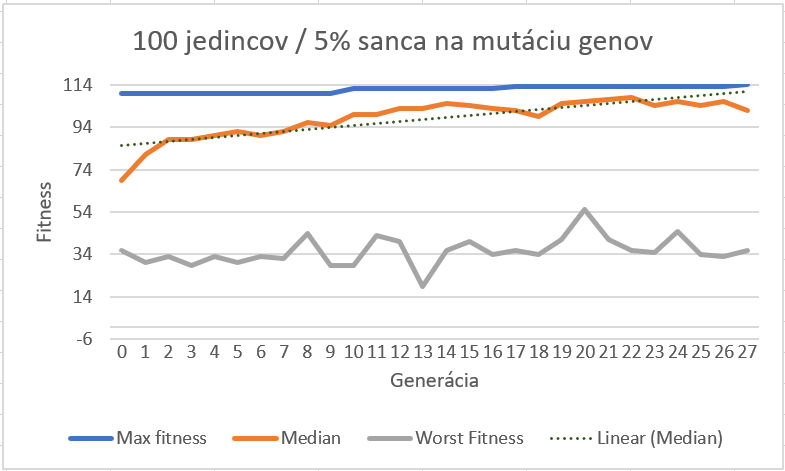 100 jedincov / 5% sanca na mutáciu genov
114
94
74
54
34
14
-6
Fitness
0 1 2 3 4 5 6 7 8 9 10 11 12 13 14 15 16 17 18 19 20 21 22 23 24 25 26 27
Generácia
Max fitness Median Worst Fitness Linear (Median)